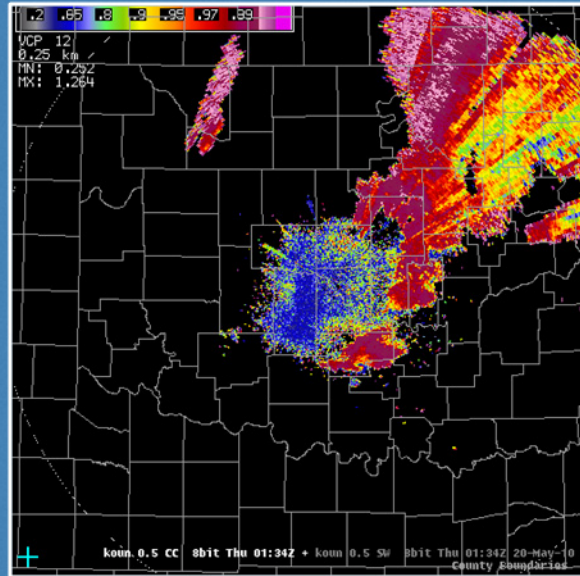 .2 .65 .8 .9 .95 .97 .99
VCP 12
0.25 km
MN: 0.252
MX: 1.264
koun 0.5 CC 8bit Thu 01:34Z + koun 0.5 SW 8bit Thu 01:34Z 20-May-10
County Boundaries